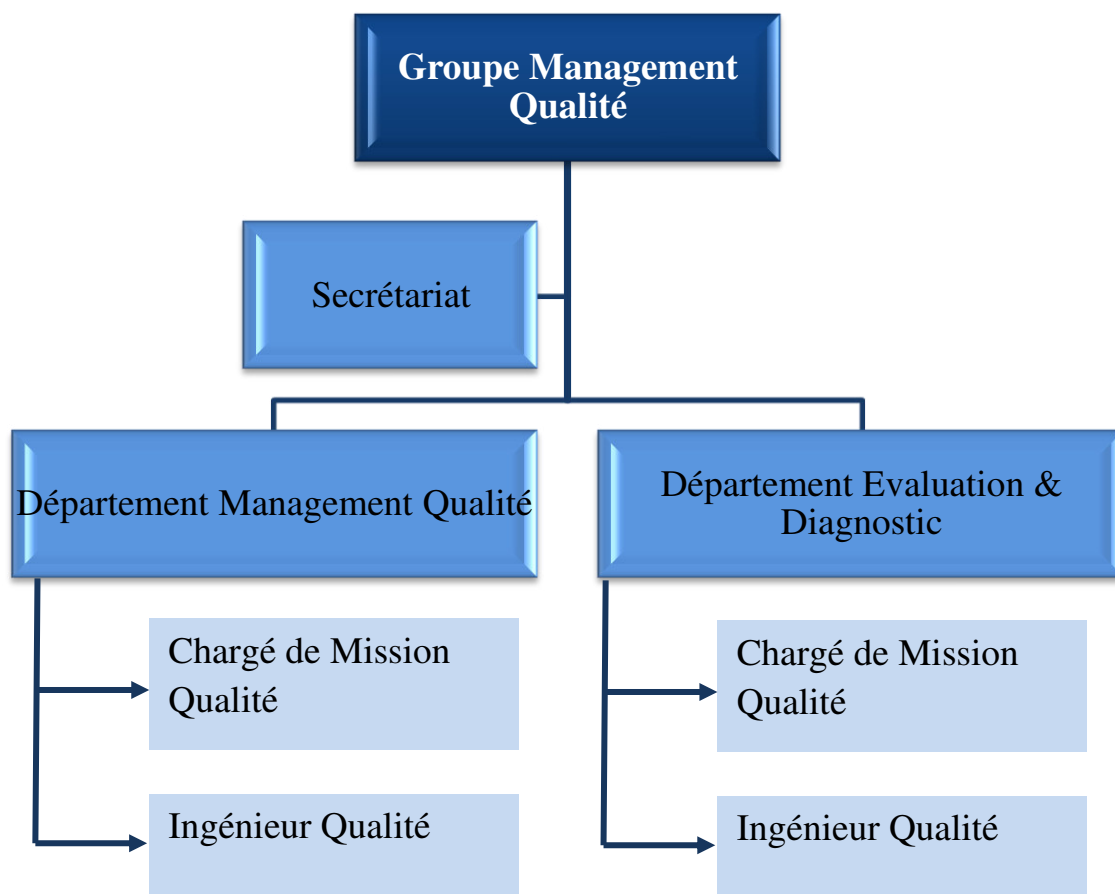 Groupe Management
Qualité
Secrétariat
Département Management Qualité
Département Evaluation &
Diagnostic
Chargé de Mission
Qualité
Ingénieur Qualité
Chargé de Mission
Qualité
Ingénieur Qualité